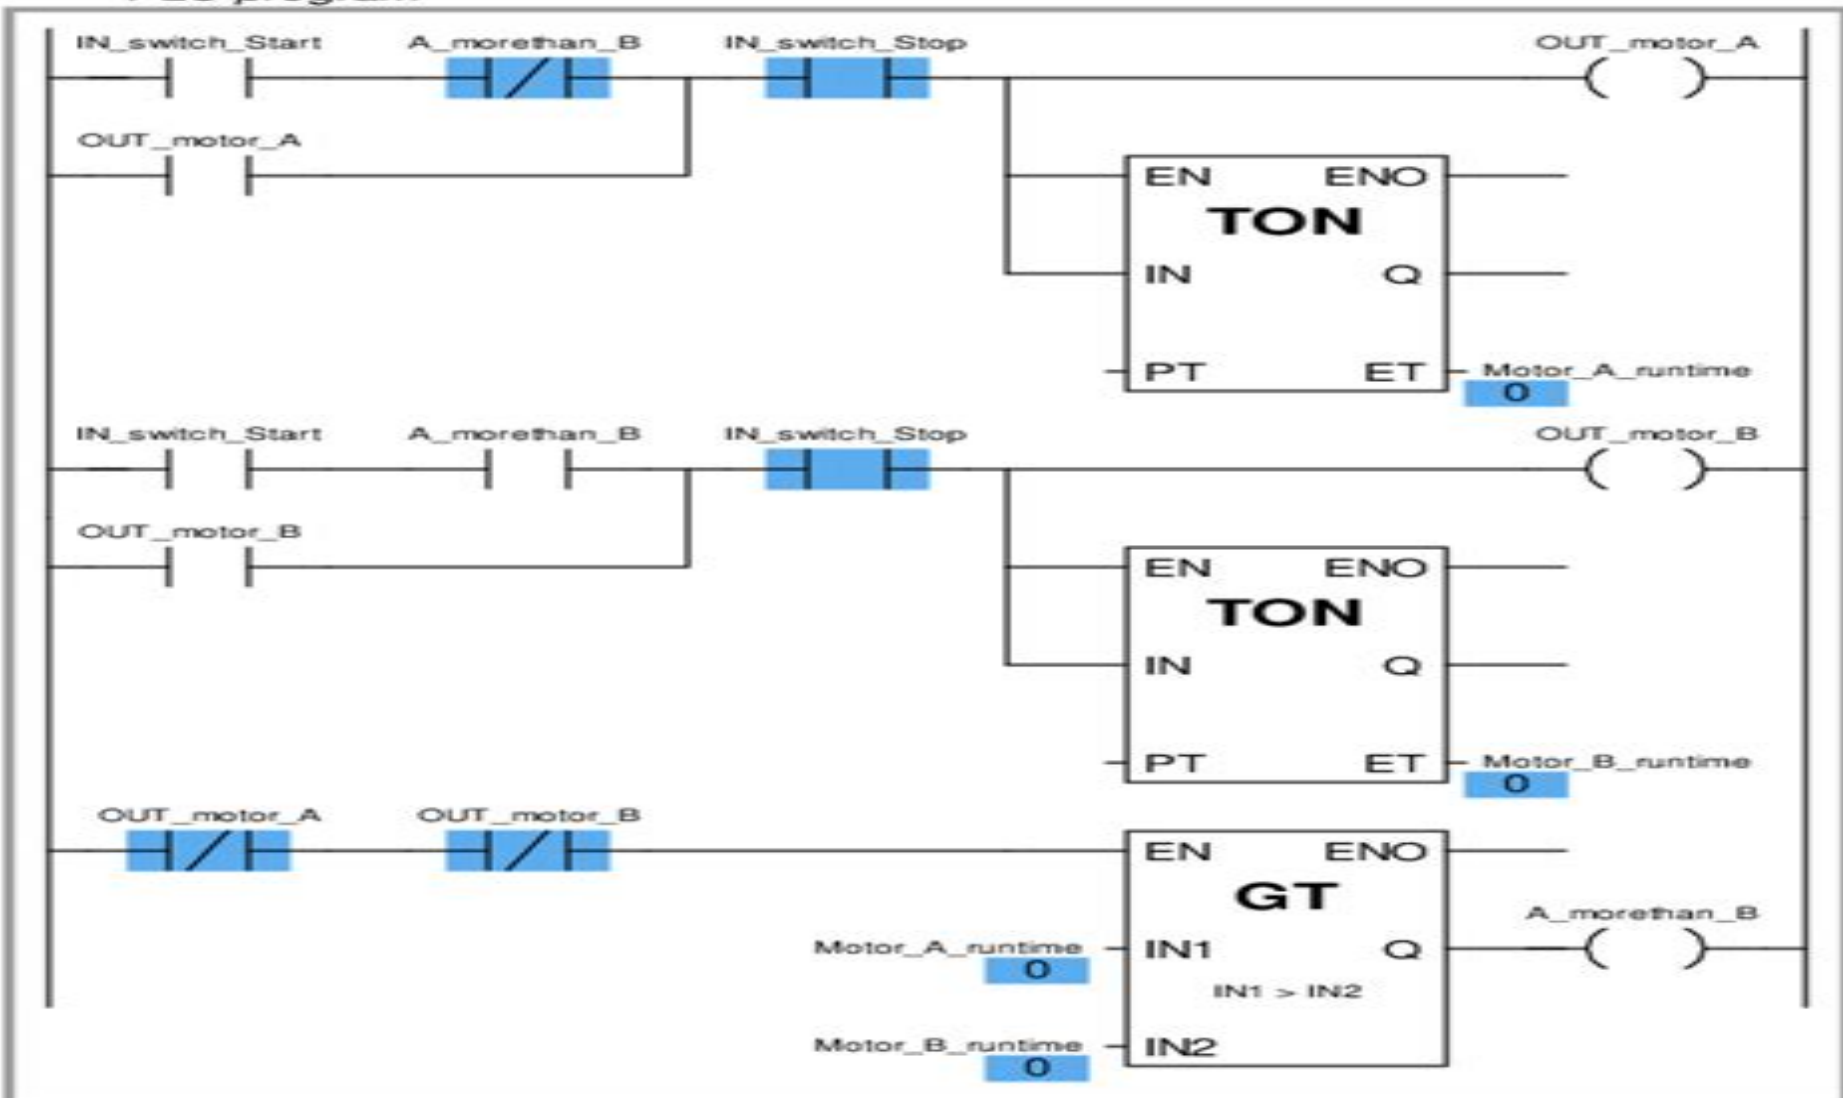 PLC program
IN_switch_Start A_morethan_B IN_switch_Stop OUT_motor_A
OUT_motor_A
EN ENO
TON
IN Q
PT ET Motor_A_runtime
0
IN_switch_Start A_morethan_B IN_switch_Stop OUT_motor_B
OUT_motor_B
EN ENO
TON
IN Q
PT ET Motor_B_runtime
0
OUT_motor_A OUT_motor_B
EN ENO
GT
A_morethan_B
Motor_A_runtime IN1 Q
0
IN1 > IN2
Motor_B_runtime IN2
0